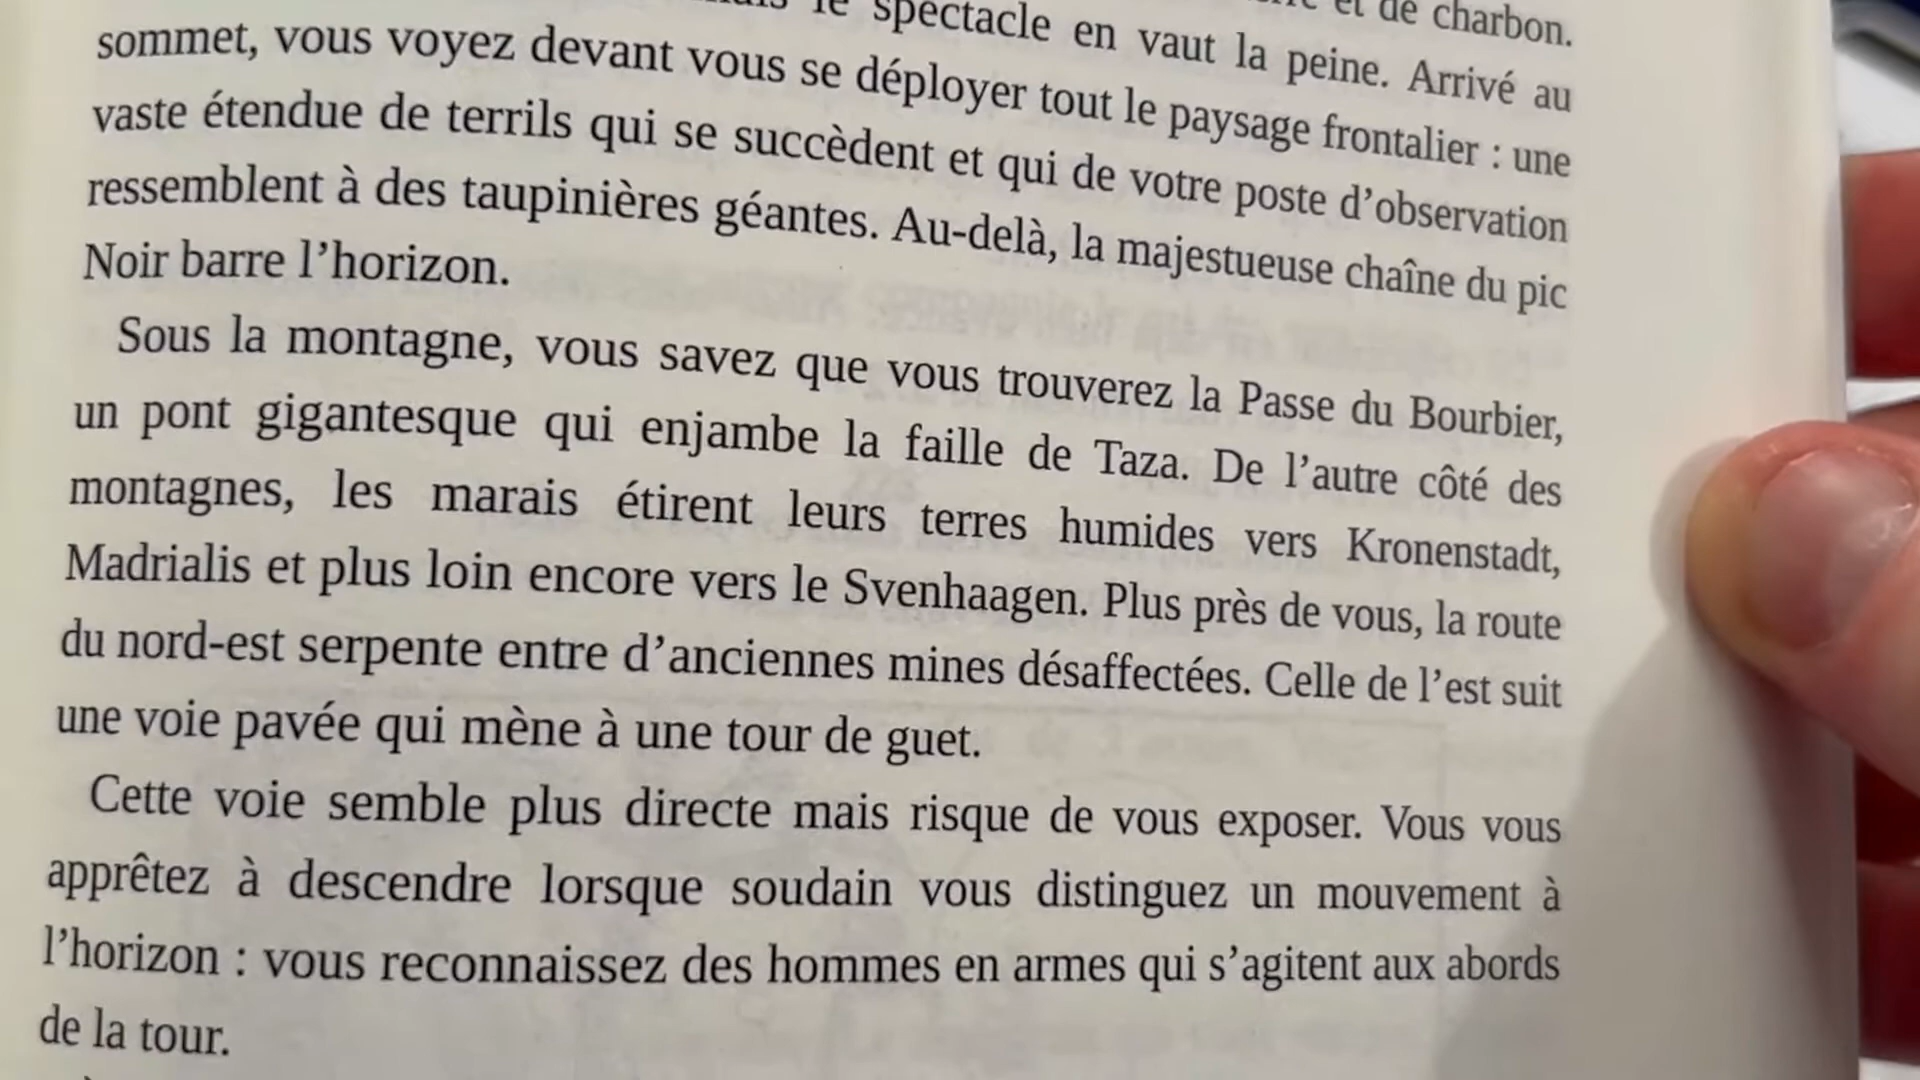 et de charbon.
le spectacle en vaut la peine. Arrivé au
sommet, vous voyez devant vous se déployer tout le paysage frontalier : une
vaste étendue de terrils qui se succèdent et qui de votre poste d’observation
ressemblent à des taupinières géantes. Au-delà, la majestueuse chaîne du pic
Noir barre l’horizon.
Sous la montagne, vous savez que vous trouverez la Passe du Bourbier,
un pont gigantesque qui enjambe la faille de Taza. De l’autre côté des
montagnes, les marais étirent leurs terres humides vers Kronenstadt,
Madrialis et plus loin encore vers le Svenhaagen. Plus près de vous, la route
du nord-est serpente entre d’anciennes mines désaffectées. Celle de l’est suit
une voie pavée qui mène à une tour de guet.
Cette voie semble plus directe mais risque de vous exposer. Vous vous
apprêtez à descendre lorsque soudain vous distinguez un mouvement à
l’horizon : vous reconnaissez des hommes en armes qui s’agitent aux abords
de la tour.